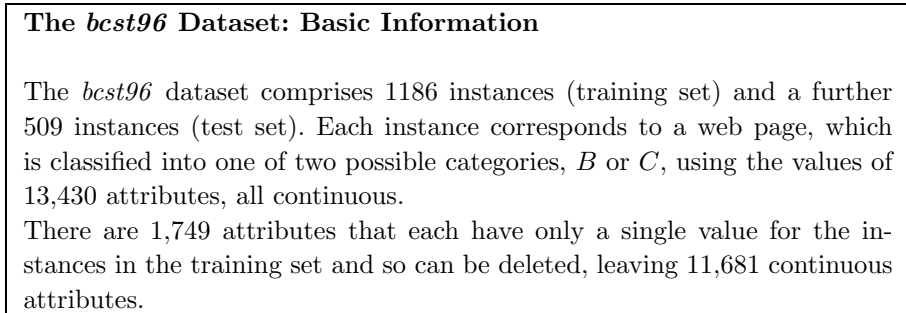 The bcst96 Dataset: Basic Information
The bcst96 dataset comprises 1186 instances (training set) and a further
509 instances (test set). Each instance corresponds to a web page, which
is classified into one of two possible categories, B or C, using the values of
13,430 attributes, all continuous.
There are 1,749 attributes that each have only a single value for the in-
stances in the training set and so can be deleted, leaving 11,681 continuous
attributes.